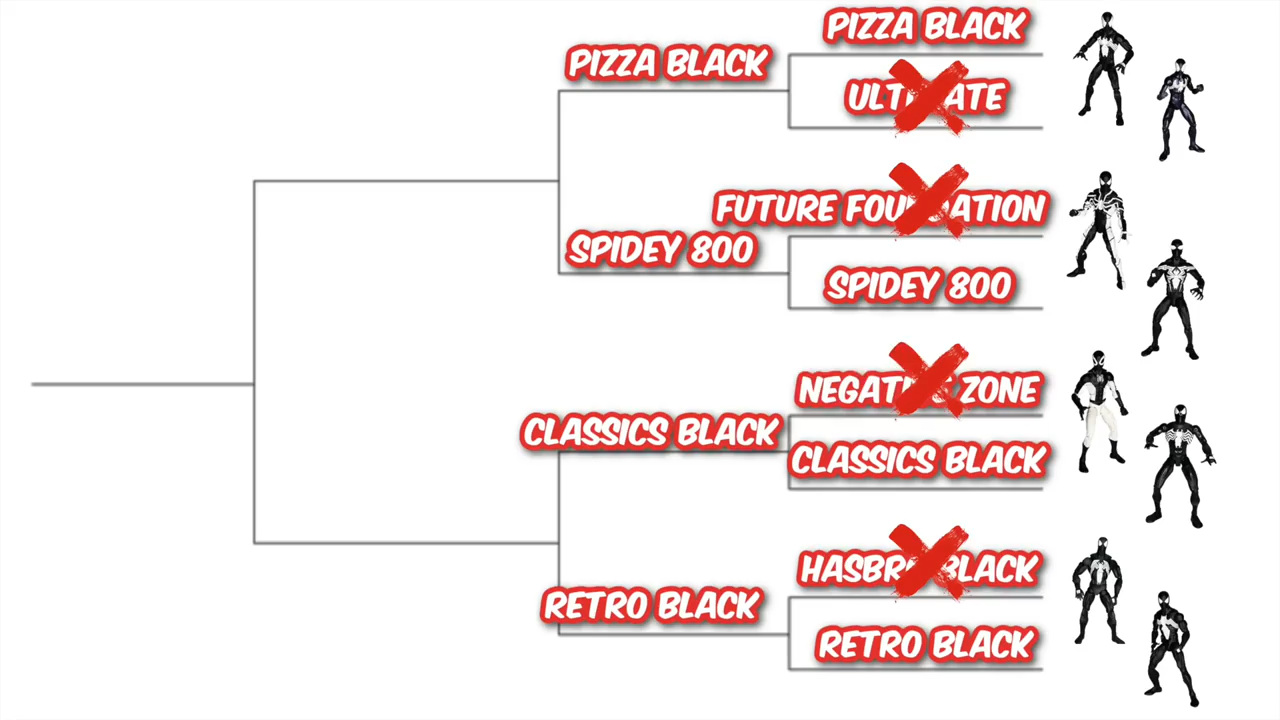 PIZZA BLACK
PIZZA BLACK
FUTURE
SPIDEY 800
SPIDEY 800
ZONE
CLASSICS BLACK
CLASSICS BLACK
BLACK
RETRO BLACK
RETRO BLACK